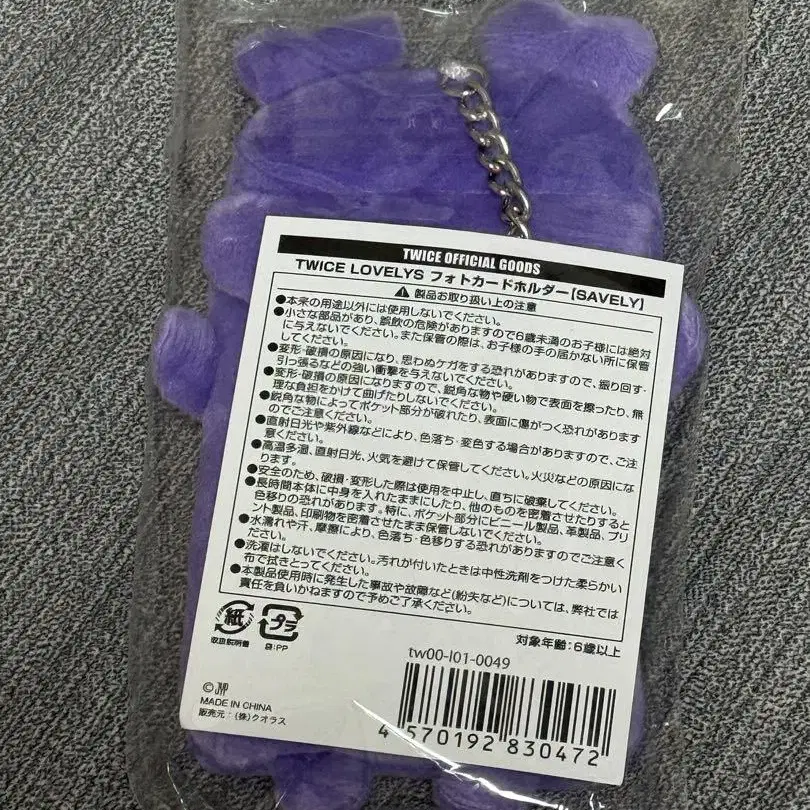 TWICE OFFICIAL GOODS
TWICE LOVELYS フォトカードホルダー[SAVELY]
⚠ 製品お取り扱い上の注意
●本来の用途以外には使用しないでください。
●小さな部品があり、誤飲の危険がありますので6歳未満のお子様には絶対
に与えないでください。また保管の際は、お子様の手の届かない所に保管
してください。
●変形・破損の原因になり、思わぬケガをする恐れがありますので、振り回す・
引っ張るなどの強い衝撃を与えないでください。
●変形・破損の原因になりますので、鋭角な物や硬い物で表面を擦ったり、無
理な負担をかけて曲げたりしないでください。
●鋭角な物によってポケット部分が破れたり、表面に傷がつく恐れがあります
のでご注意ください。
●直射日光や紫外線などにより、色落ち・変色する場合がありますので、ご注
意ください。
●高温多湿、直射日光、火気を避けて保管してください。火災などの原因にな
ります。
●安全のため、破損・変形した際は使用を中止し、直ちに破棄してください。
●長時間本体に中身を入れたままにしたり、他のものを密着させたりすると
色移りの恐れがあります。特に、ポケット部分にビニール製品、革製品、プリ
ント製品、印刷物を密着させたまま保管しないでください。
●水濡れや汗、摩擦により、色落ち・色移りする恐れがありますのでご注意く
ださい。
●洗濯はしないでください。汚れが付いたときは中性洗剤をつけた柔らかい
布で拭きとってください。
●本製品使用時に発生した事故や故障など(紛失など)については、弊社では
責任を負いかねますので予めご了承ください。
紙
プラ
取扱説明書
袋:PP
対象年齢:6歳以上
tw00-l01-0049
© JYP
MADE IN CHINA
販売元:(株)クオラス
4 570192 830472